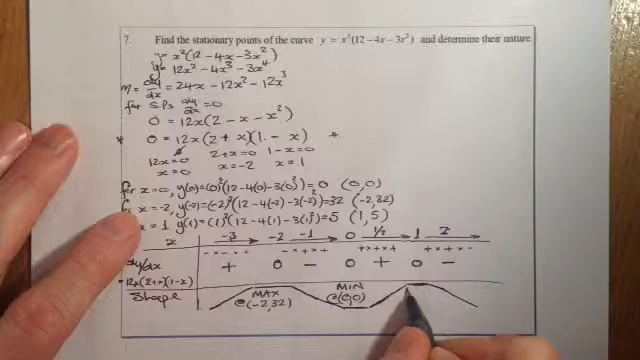 7. Find the stationary points of the curve y = x²(12 – 4x – 3x²) and determine their nature
y = x²(12 - 4x - 3x²)
y = 12x² - 4x³ - 3x⁴
m = dy/dx = 24x - 12x² - 12x³
for S.P.s dy/dx = 0
0 = 12x(2 - x - x²)
* 0 = 12x(2 + x)(1 - x) *
12x = 0 2 + x = 0 1 - x = 0
x = 0 x = -2 x = 1
for x = 0, y(0) = (0)²(12 - 4(0) - 3(0)²) = 0 (0,0)
x = -2, y(-2) = (-2)²(12 - 4(-2) - 3(-2)²) = 32 (-2,32)
x = 1 y(1) = (1)²(12 - 4(1) - 3(1)²) = 5 (1,5)
x -3 -2 -1 0 1/2 1 2
dy/dx - x - x + - x + x + + x + x + + x + x -
= 12x(2+x)(1-x) + 0 - 0 + 0 -
Shape MAX @(-2,32) MIN @(0,0)